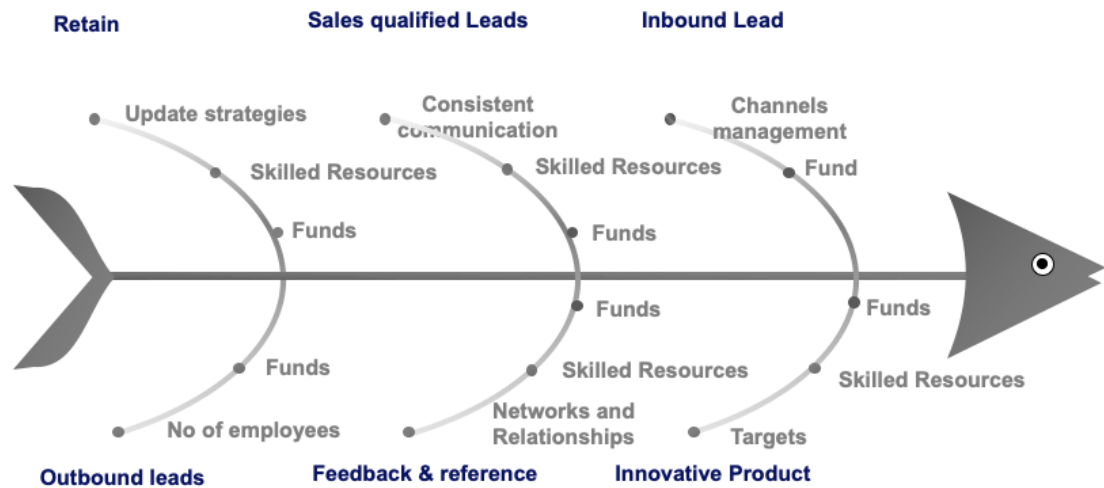 Retain
Sales qualified Leads
Inbound Lead
Update strategies
Consistent
communication
Channels
management
Skilled Resources
Skilled Resources
Fund
Funds
Funds
Funds
Funds
Funds
Skilled Resources
Skilled Resources
No of employees
Networks and
Relationships
Targets
Outbound leads
Feedback & reference
Innovative Product